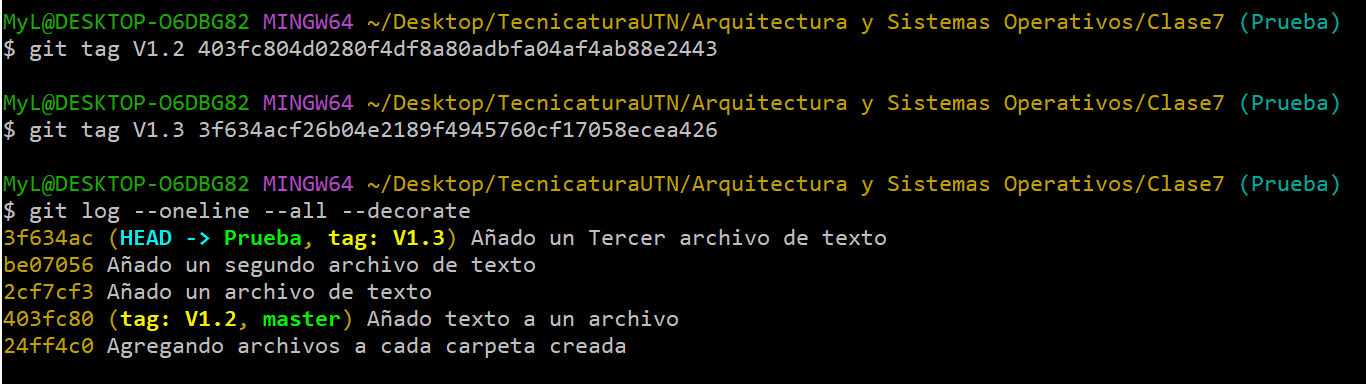 MyL@DESKTOP-O6DBG82 MINGW64 ~/Desktop/TecnicaturaUTN/Arquitectura y Sistemas Operativos/Clase7 (Prueba)
$ git tag V1.2 403fc804d0280f4df8a80adbfa04af4ab88e2443
MyL@DESKTOP-O6DBG82 MINGW64 ~/Desktop/TecnicaturaUTN/Arquitectura y Sistemas Operativos/Clase7 (Prueba)
$ git tag V1.3 3f634acf26b04e2189f4945760cf17058ecea426
MyL@DESKTOP-O6DBG82 MINGW64 ~/Desktop/TecnicaturaUTN/Arquitectura y Sistemas Operativos/Clase7 (Prueba)
$ git log --oneline --all --decorate
3f634ac (HEAD -> Prueba, tag: V1.3) Añado un Tercer archivo de texto
be07056 Añado un segundo archivo de texto
2cf7cf3 Añado un archivo de texto
403fc80 (tag: V1.2, master) Añado texto a un archivo
24ff4c0 Agregando archivos a cada carpeta creada